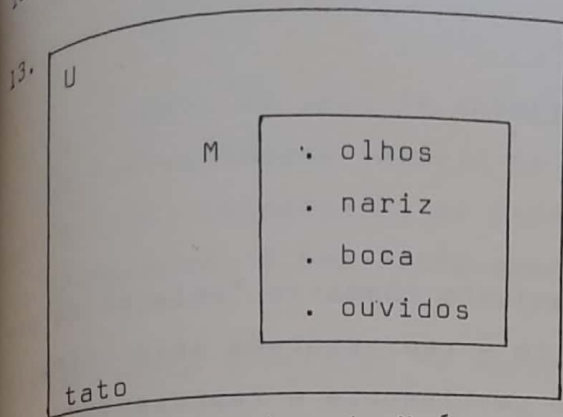 13.
U
M
. olhos
. nariz
. boca
. ouvidos
tato